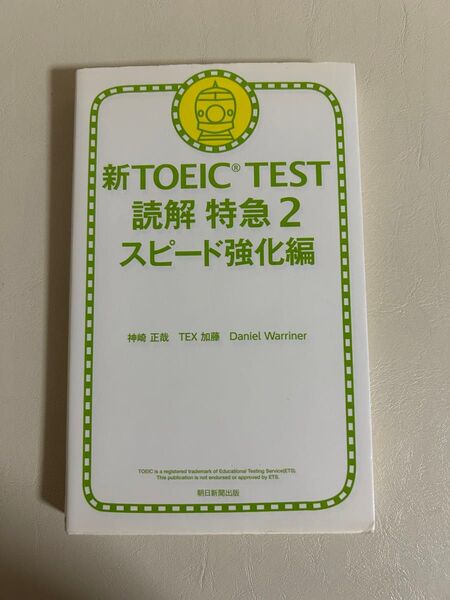 新TOEIC® TEST
読解 特急2
スピード強化編
神崎 正哉 TEX 加藤 Daniel Warriner
TOEIC is a registered trademark of Educational Testing Service(ETS).
This publication is not endorsed or approved by ETS.
朝日新聞出版